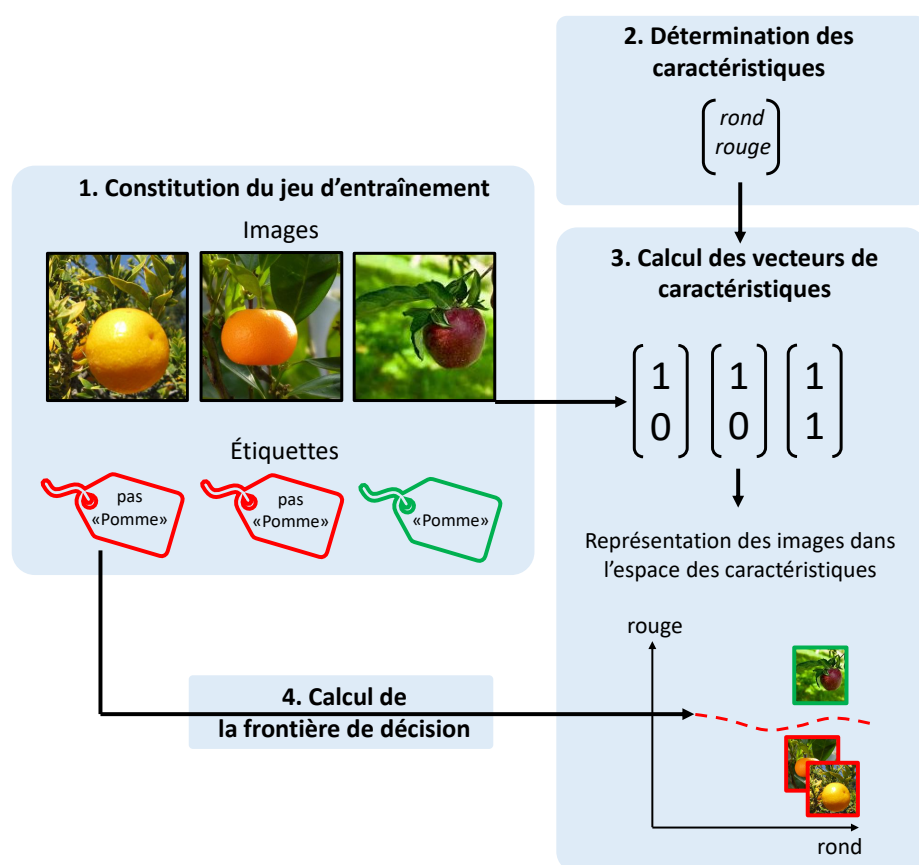 1. Constitution du jeu d’entraînement
Images
Étiquettes
pas
«Pomme»
pas
«Pomme»
«Pomme»
2. Détermination des
caractéristiques
rond
rouge
3. Calcul des vecteurs de
caractéristiques
1 1 1
0 0 1
Représentation des images dans
l’espace des caractéristiques
rouge
rond
4. Calcul de
la frontière de décision